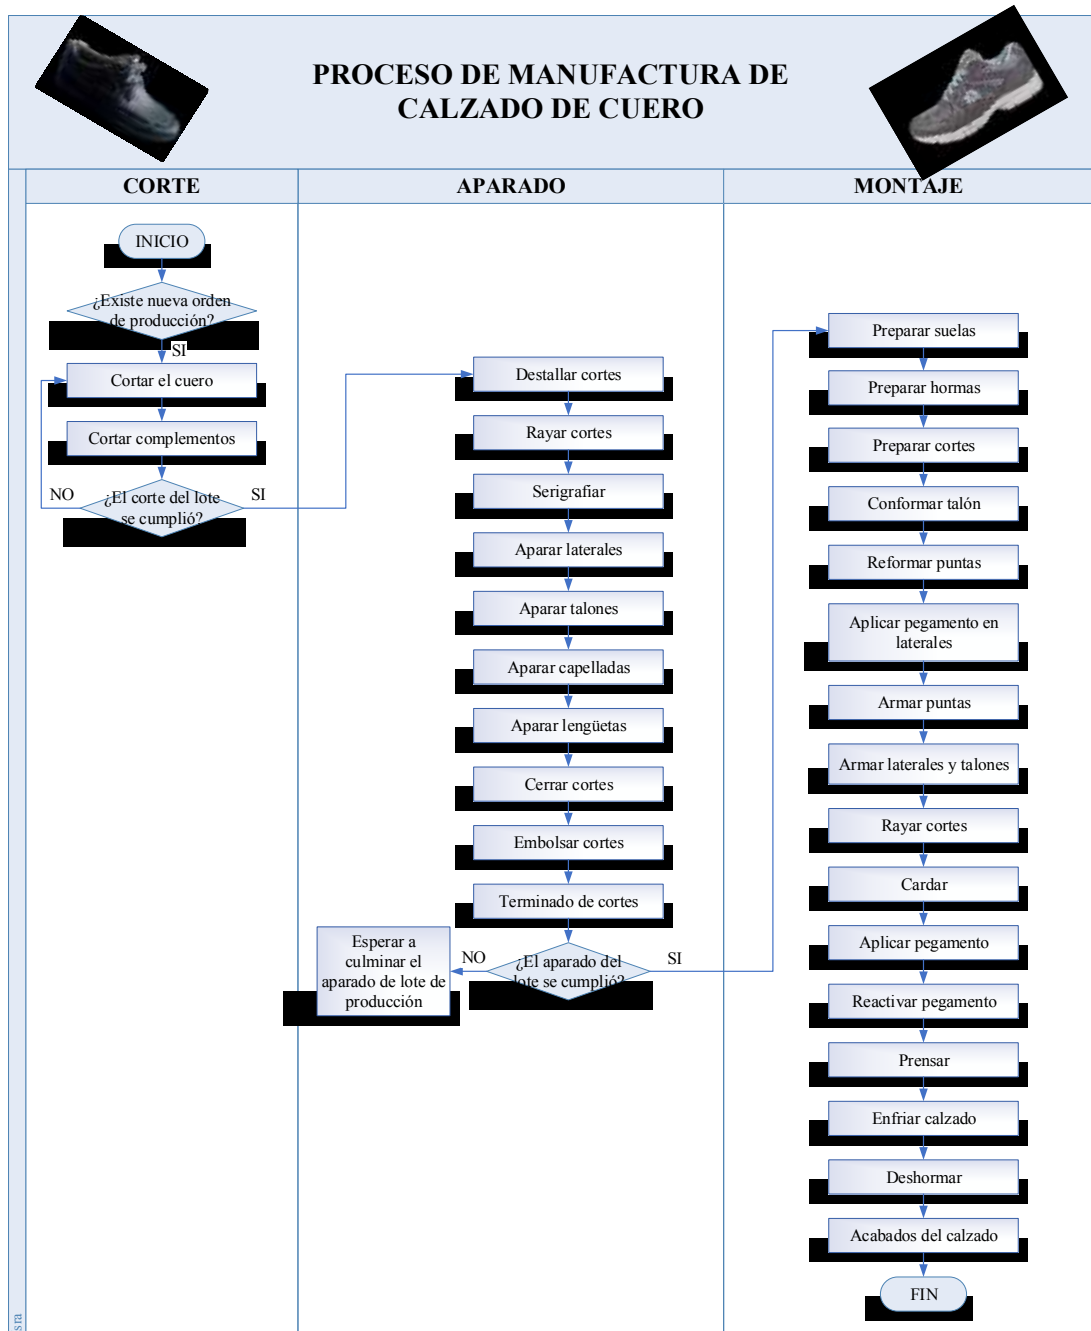 PROCESO DE MANUFACTURA DE
CALZADO DE CUERO
CORTE
APARADO
MONTAJE
INICIO
¿Existe nueva orden
de producción?
SI
Cortar el cuero
Cortar complementos
¿El corte del lote
se cumplió?
NO
SI
Destallar cortes
Rayar cortes
Serigrafiar
Aparar laterales
Aparar talones
Aparar capelladas
Aparar lengüetas
Cerrar cortes
Embolsar cortes
Terminado de cortes
¿El aparado del
lote se cumplió?
NO
SI
Esperar a
culminar el
aparado de lote de
producción
Preparar suelas
Preparar hormas
Preparar cortes
Conformar talón
Reformar puntas
Aplicar pegamento en
laterales
Armar puntas
Armar laterales y talones
Rayar cortes
Cardar
Aplicar pegamento
Reactivar pegamento
Prensar
Enfriar calzado
Deshormar
Acabados del calzado
FIN